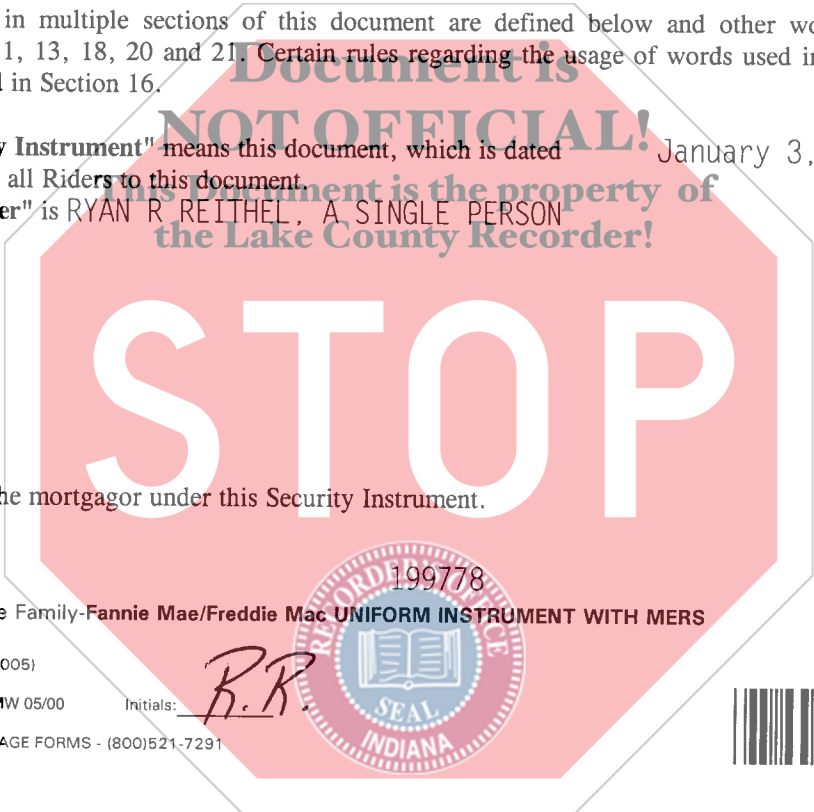 in multiple sections of this document are defined below and other wo
1, 13, 18, 20 and 21. Certain rules regarding the usage of words used in
in Section 16.
Document is
NOT OFFICIAL!
y Instrument" means this document, which is dated January 3,
all Riders to this document.
This Document is the property of
er" is RYAN R REITHEL, A SINGLE PERSON
the Lake County Recorder!
STOP
he mortgagor under this Security Instrument.
199778
e Family-Fannie Mae/Freddie Mac UNIFORM INSTRUMENT WITH MERS
005)
MW 05/00 Initials: R.R.
AGE FORMS - (800)521-7291
RECORDER'S OFFICE
SEAL
INDIANA